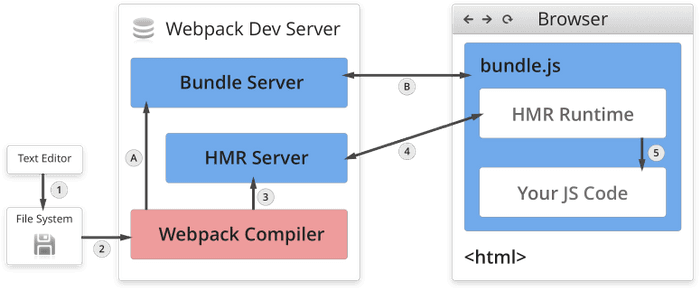 Webpack Dev Server
Browser
Bundle Server
B
bundle.js
HMR Runtime
A
HMR Server
4
5
Text Editor
1
3
Your JS Code
File System
2
Webpack Compiler
<html>